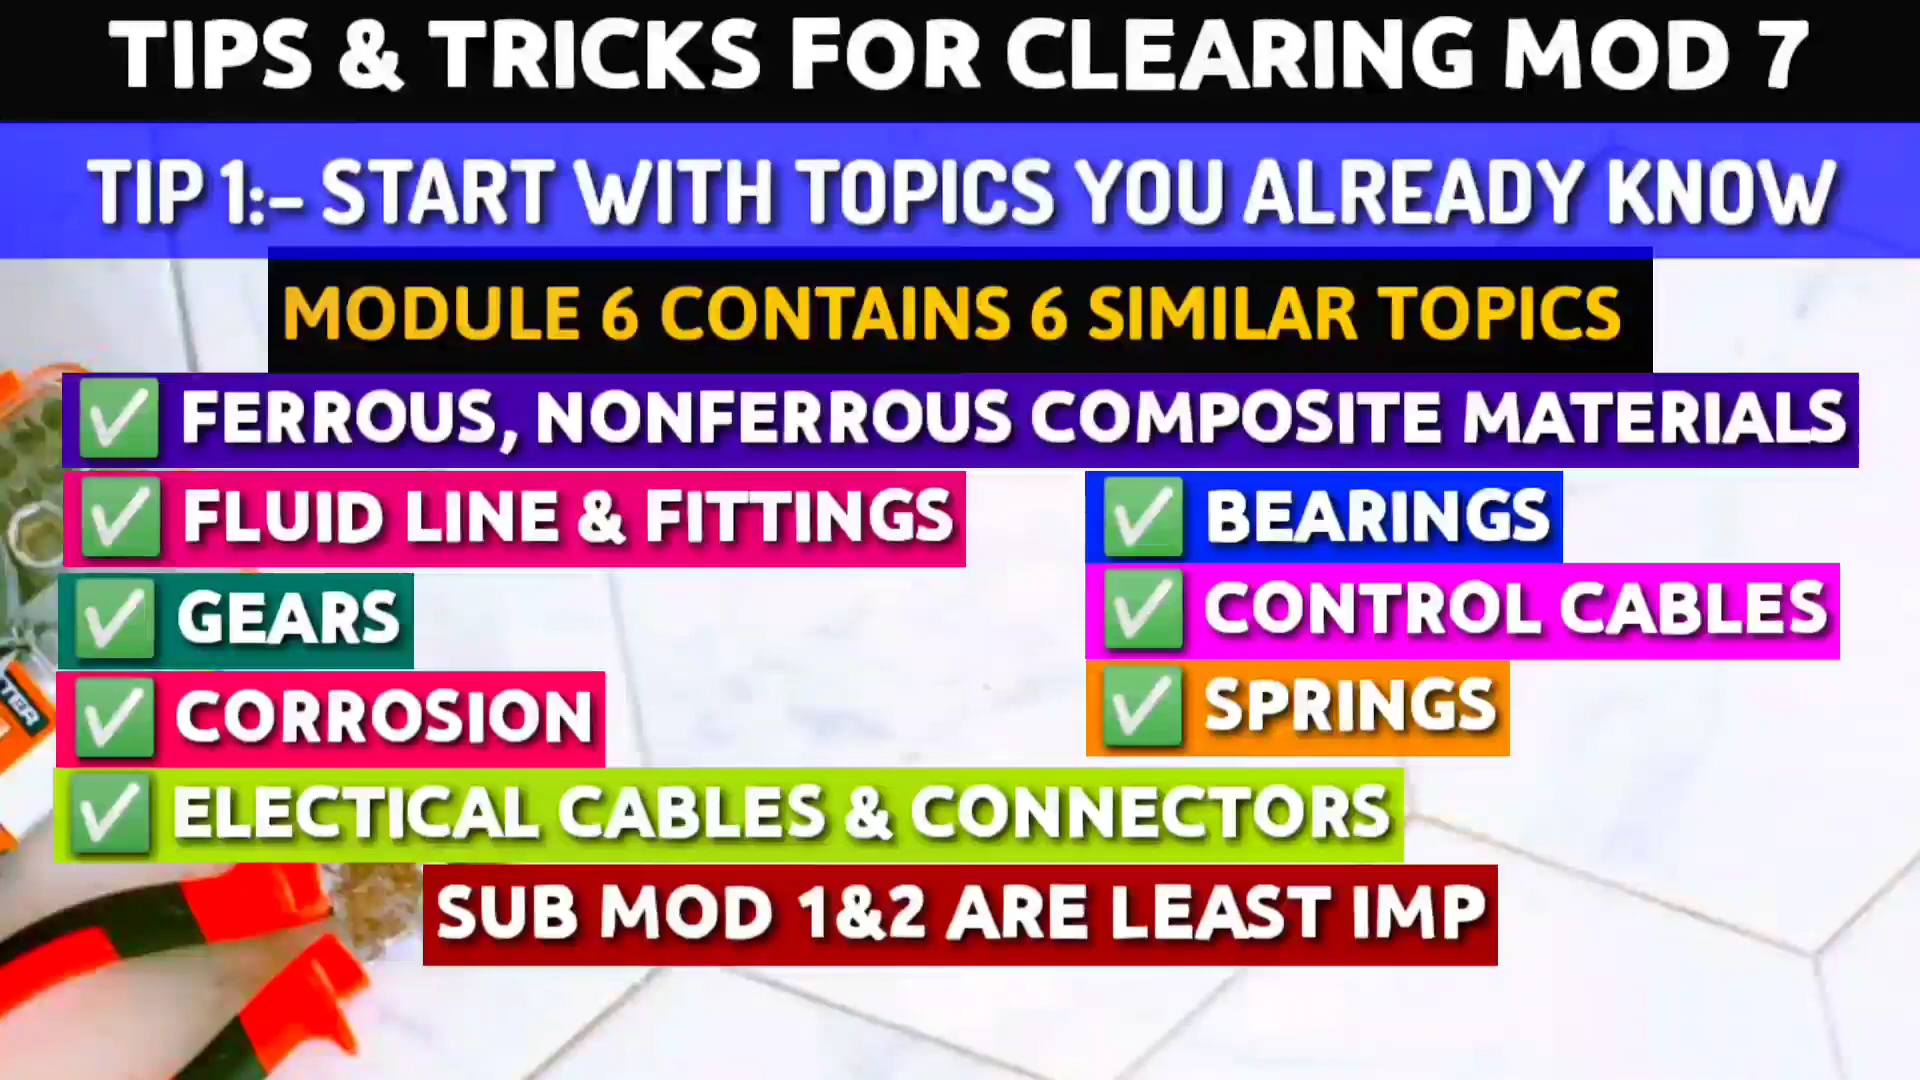 TIPS & TRICKS FOR CLEARING MOD 7
TIP 1:- START WITH TOPICS YOU ALREADY KNOW
MODULE 6 CONTAINS 6 SIMILAR TOPICS
✅ FERROUS, NONFERROUS COMPOSITE MATERIALS
✅ FLUID LINE & FITTINGS
✅ BEARINGS
✅ GEARS
✅ CONTROL CABLES
✅ CORROSION
✅ SPRINGS
✅ ELECTICAL CABLES & CONNECTORS
SUB MOD 1&2 ARE LEAST IMP